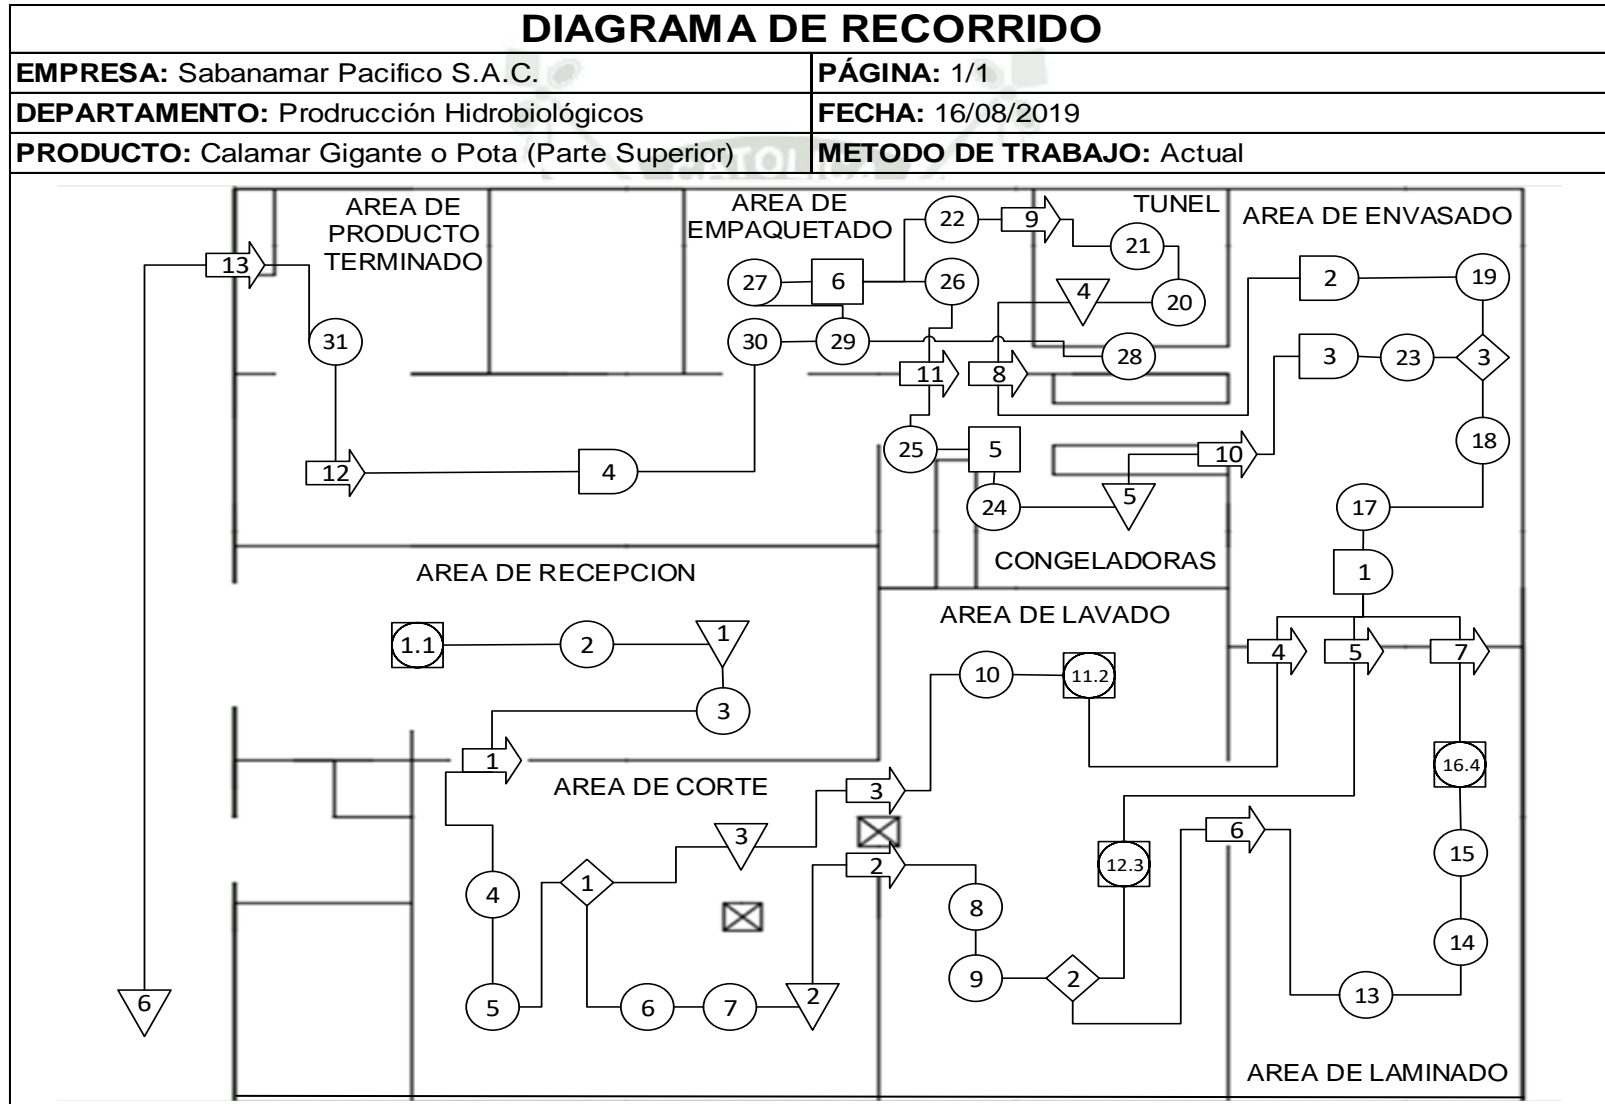 DIAGRAMA DE RECORRIDO
EMPRESA: Sabanamar Pacifico S.A.C.
PÁGINA: 1/1
DEPARTAMENTO: Prodrucción Hidrobiológicos
FECHA: 16/08/2019
PRODUCTO: Calamar Gigante o Pota (Parte Superior)
METODO DE TRABAJO: Actual
CATOLICA
AREA DE
PRODUCTO
TERMINADO
AREA DE
EMPAQUETADO
TUNEL
AREA DE ENVASADO
22
9
21
13
27
6
26
4
20
2
19
31
30
29
28
3
23
3
11
8
25
5
10
18
12
4
24
5
17
CONGELADORAS
AREA DE RECEPCION
1
AREA DE LAVADO
1.1
2
1
4
5
7
10
11.2
3
1
AREA DE CORTE
3
16.4
3
6
2
12.3
15
4
1
8
14
5
6
7
2
9
2
13
6
AREA DE LAMINADO